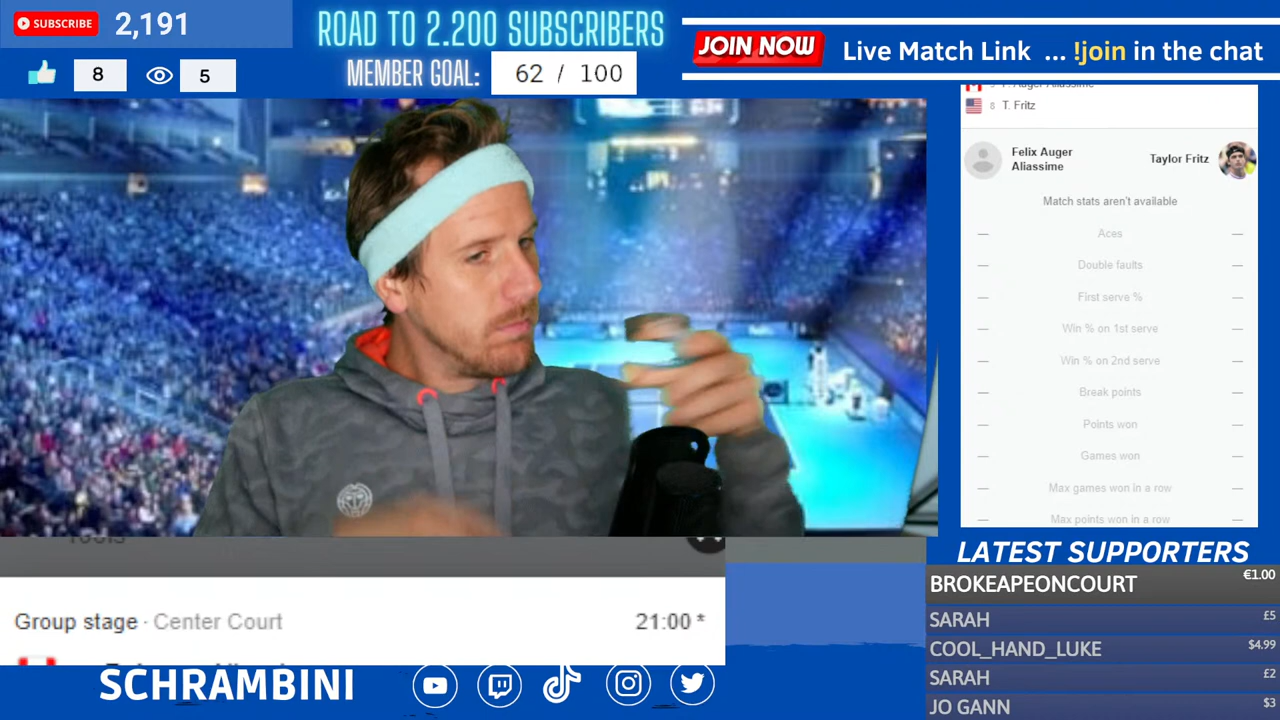 SUBSCRIBE 2,191
8 5
ROAD TO 2.200 SUBSCRIBERS
MEMBER GOAL: 62 / 100
JOIN NOW Live Match Link ... !join in the chat
8 T. Fritz
Felix Auger
Aliassime
Taylor Fritz
Match stats aren't available
— Aces —
— Double faults —
— First serve % —
— Win % on 1st serve —
— Win % on 2nd serve —
— Break points —
— Points won —
— Games won —
— Max games won in a row —
— Max points won in a row —
Group stage · Center Court 21:00 *
LATEST SUPPORTERS
BROKEAPEONCOURT €1.00
SARAH £5
COOL_HAND_LUKE $4.99
SARAH £2
JO GANN $3
SCHRAMBINI